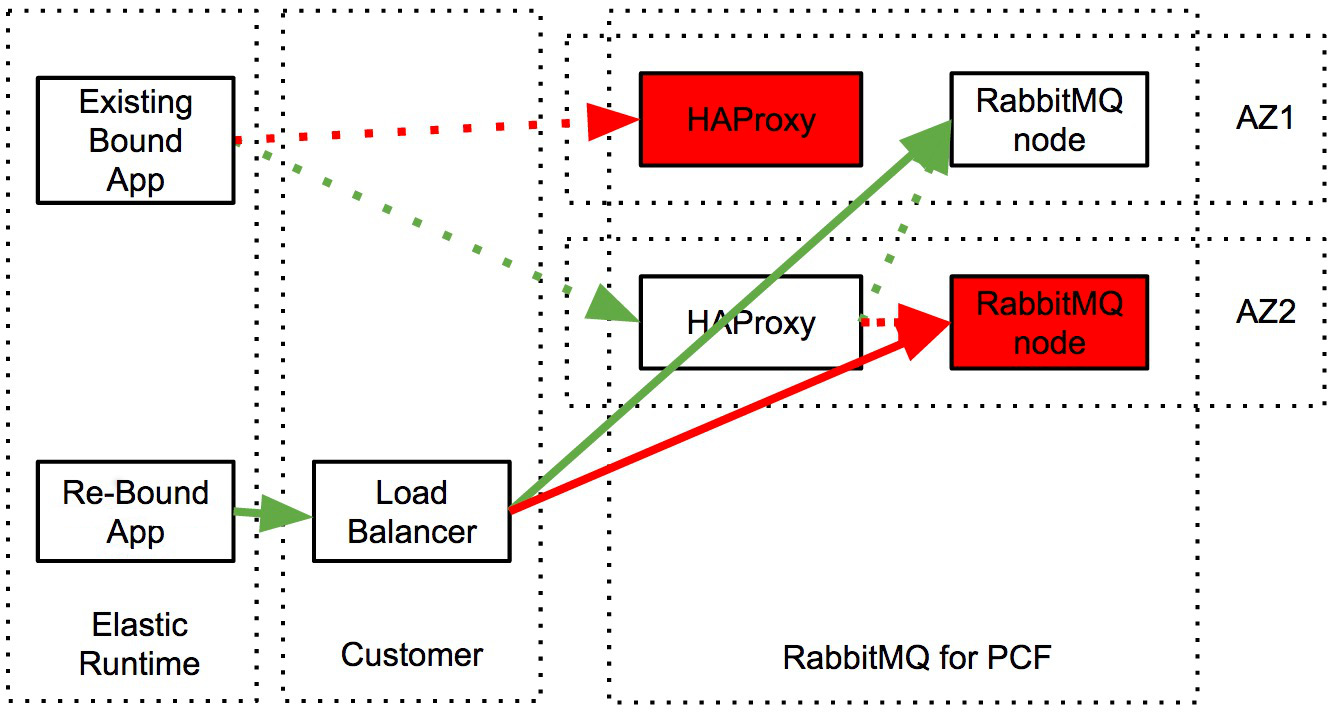 Existing
Bound
App
HAProxy
RabbitMQ
node
AZ1
HAProxy
RabbitMQ
node
AZ2
Re-Bound
App
Load
Balancer
Elastic
Runtime
Customer
RabbitMQ for PCF